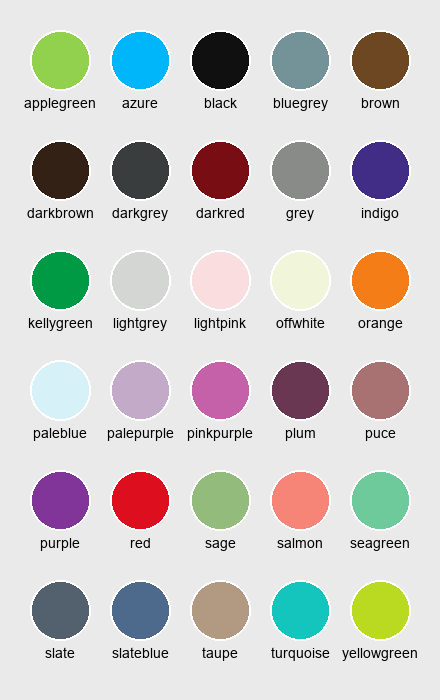 applegreen azure black bluegrey brown
darkbrown darkgrey darkred grey indigo
kellygreen lightgrey lightpink offwhite orange
paleblue palepurple pinkpurple plum puce
purple red sage salmon seagreen
slate slateblue taupe turquoise yellowgreen